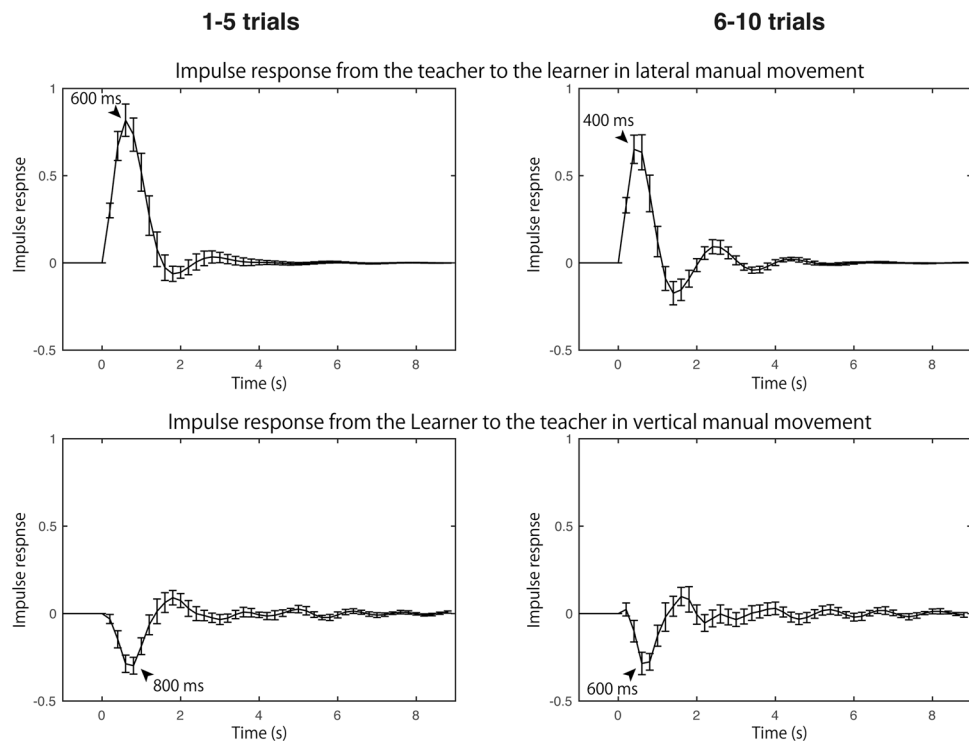 1-5 trials
6-10 trials
Impulse response from the teacher to the learner in lateral manual movement
1
0.5
0
-0.5
Impulse respnse
600 ms
0
2
4
6
8
Time (s)
1
0.5
0
-0.5
Impulse respnse
400 ms
0
2
4
6
8
Time (s)
Impulse response from the Learner to the teacher in vertical manual movement
1
0.5
0
-0.5
Impulse respnse
800 ms
0
2
4
6
8
Time (s)
1
0.5
0
-0.5
Impulse respnse
600 ms
0
2
4
6
8
Time (s)